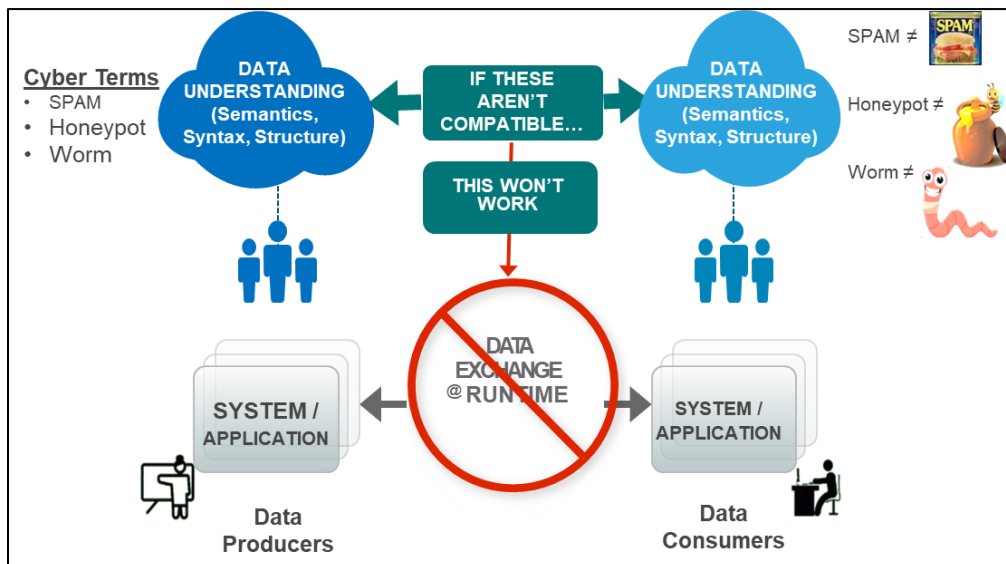 Cyber Terms
• SPAM
• Honeypot
• Worm
DATA
UNDERSTANDING
(Semantics,
Syntax, Structure)
IF THESE
AREN'T
COMPATIBLE…
THIS WON'T
WORK
DATA
UNDERSTANDING
(Semantics,
Syntax, Structure)
SPAM ≠
SPAM
Honeypot ≠
Worm ≠
DATA
EXCHANGE
@ RUNTIME
SYSTEM /
APPLICATION
SYSTEM /
APPLICATION
Data
Producers
Data
Consumers